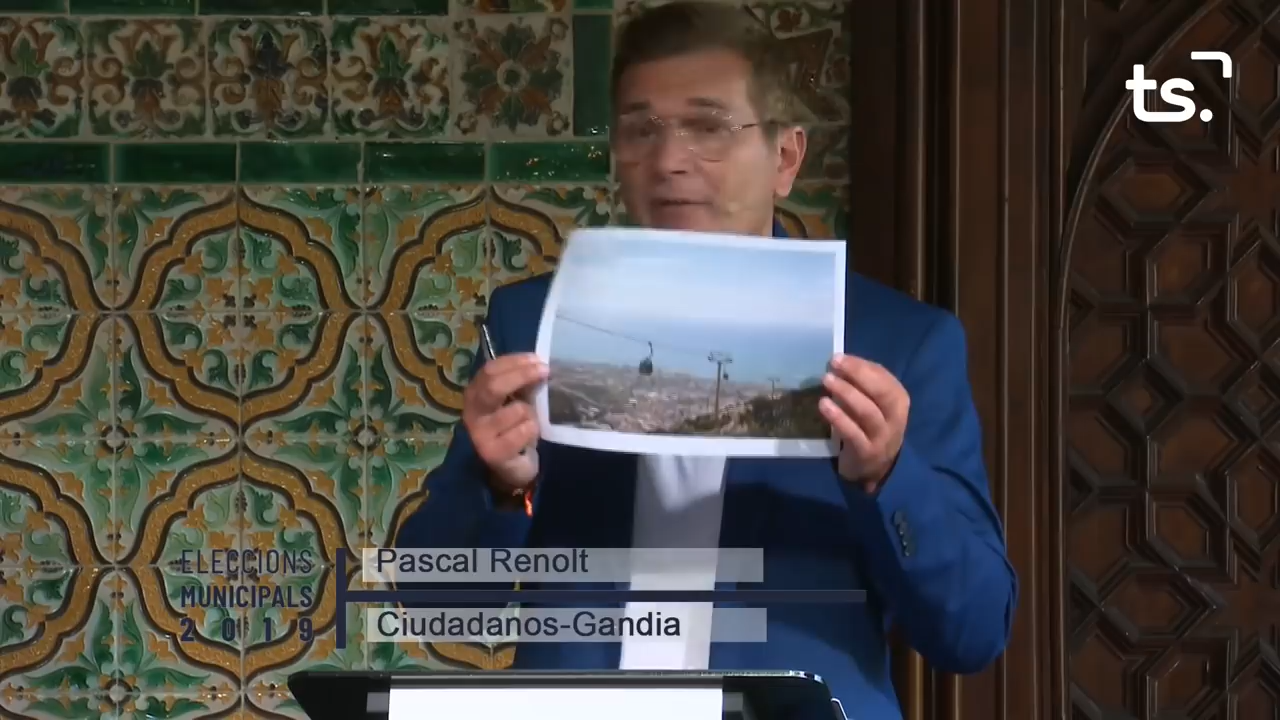 ts.
ELECCIONS
MUNICIPALS
2019
Pascal Renolt
Ciudadanos-Gandia